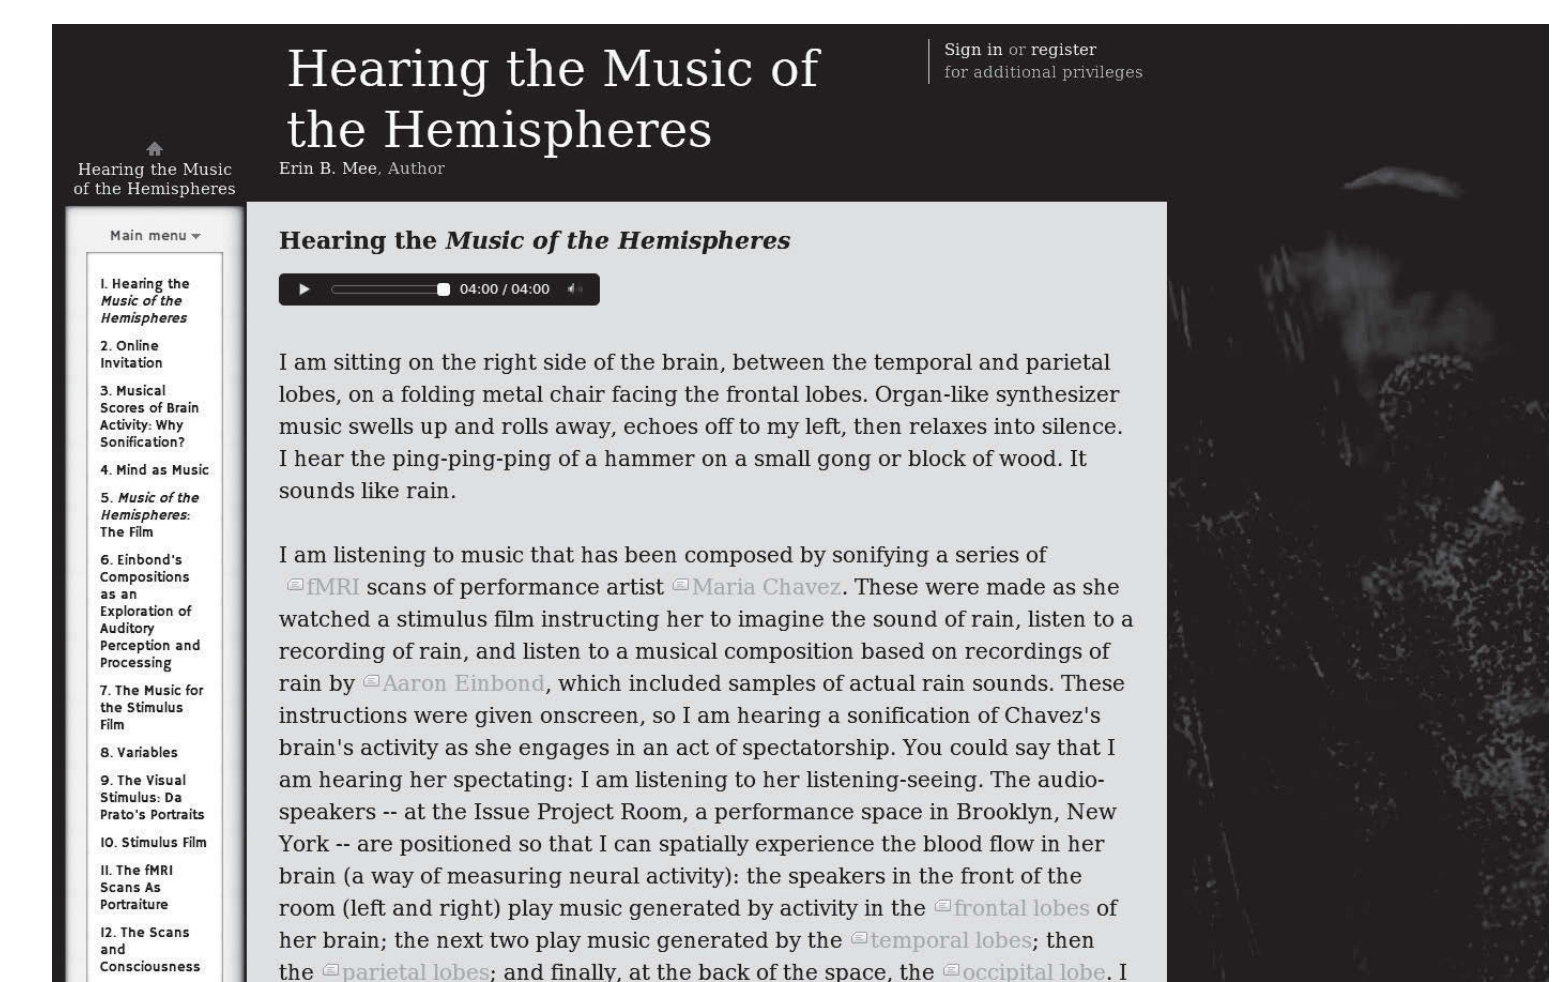 Hearing the Music of
the Hemispheres
Erin B. Mee, Author
Sign in or register
for additional privileges
Hearing the Music
of the Hemispheres
Main menu
1. Hearing the
Music of the
Hemispheres
2. Online
Invitation
3. Musical
Scores of Brain
Activity: Why
Sonification?
4. Mind as Music
5. Music of the
Hemispheres:
The Film
6. Einbond's
Compositions
as an
Exploration of
Auditory
Perception and
Processing
7. The Music for
the Stimulus
Film
8. Variables
9. The Visual
Stimulus: Da
Prato's Portraits
10. Stimulus Film
11. The fMRI
Scans As
Portraiture
12. The Scans
and
Consciousness
Hearing the Music of the Hemispheres
04:00 / 04:00
I am sitting on the right side of the brain, between the temporal and parietal
lobes, on a folding metal chair facing the frontal lobes. Organ-like synthesizer
music swells up and rolls away, echoes off to my left, then relaxes into silence.
I hear the ping-ping-ping of a hammer on a small gong or block of wood. It
sounds like rain.
I am listening to music that has been composed by sonifying a series of
fMRI scans of performance artist Maria Chavez. These were made as she
watched a stimulus film instructing her to imagine the sound of rain, listen to a
recording of rain, and listen to a musical composition based on recordings of
rain by Aaron Einbond, which included samples of actual rain sounds. These
instructions were given onscreen, so I am hearing a sonification of Chavez's
brain's activity as she engages in an act of spectatorship. You could say that I
am hearing her spectating: I am listening to her listening-seeing. The audio-
speakers -- at the Issue Project Room, a performance space in Brooklyn, New
York -- are positioned so that I can spatially experience the blood flow in her
brain (a way of measuring neural activity): the speakers in the front of the
room (left and right) play music generated by activity in the frontal lobes of
her brain; the next two play music generated by the temporal lobes; then
the parietal lobes; and finally, at the back of the space, the occipital lobe. I